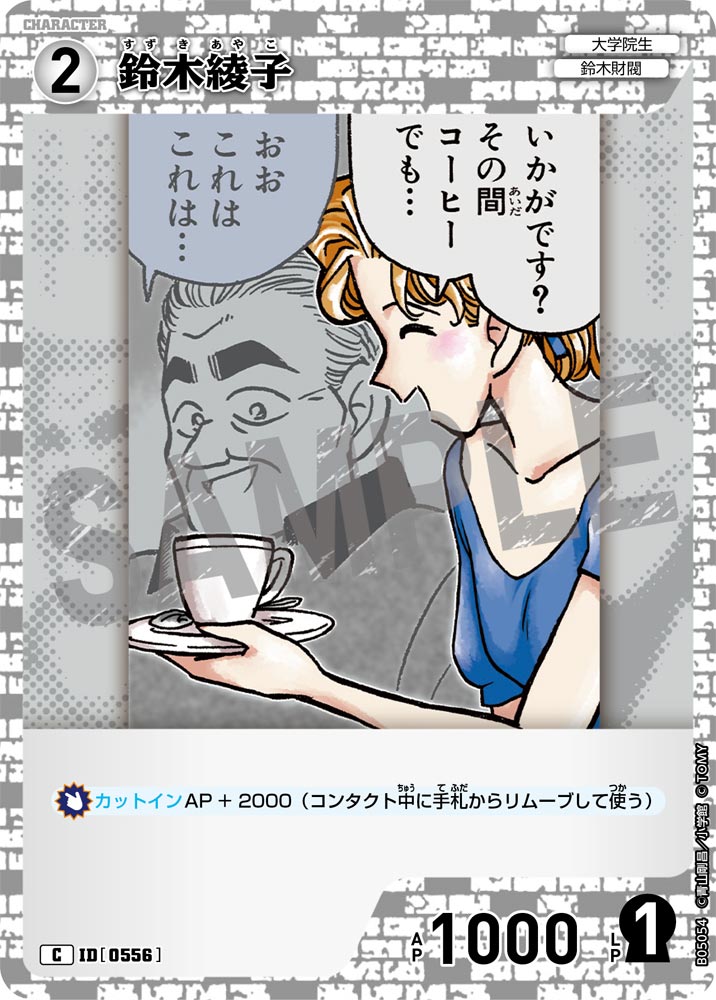 CHARACTER
2
すずきあやこ
鈴木綾子
大学院生
鈴木財閥
いかがです?
その間
あいだ
コーヒー
でも…
おお
これは
これは…
SAMPLE
カットイン AP + 2000 (コンタクト中に手札からリムーブして使う)
ちゅう
てふだ
つか
C ID[0556]
AP 1000
LP 1
B05054 ©青山剛昌/小学館 © TOMY